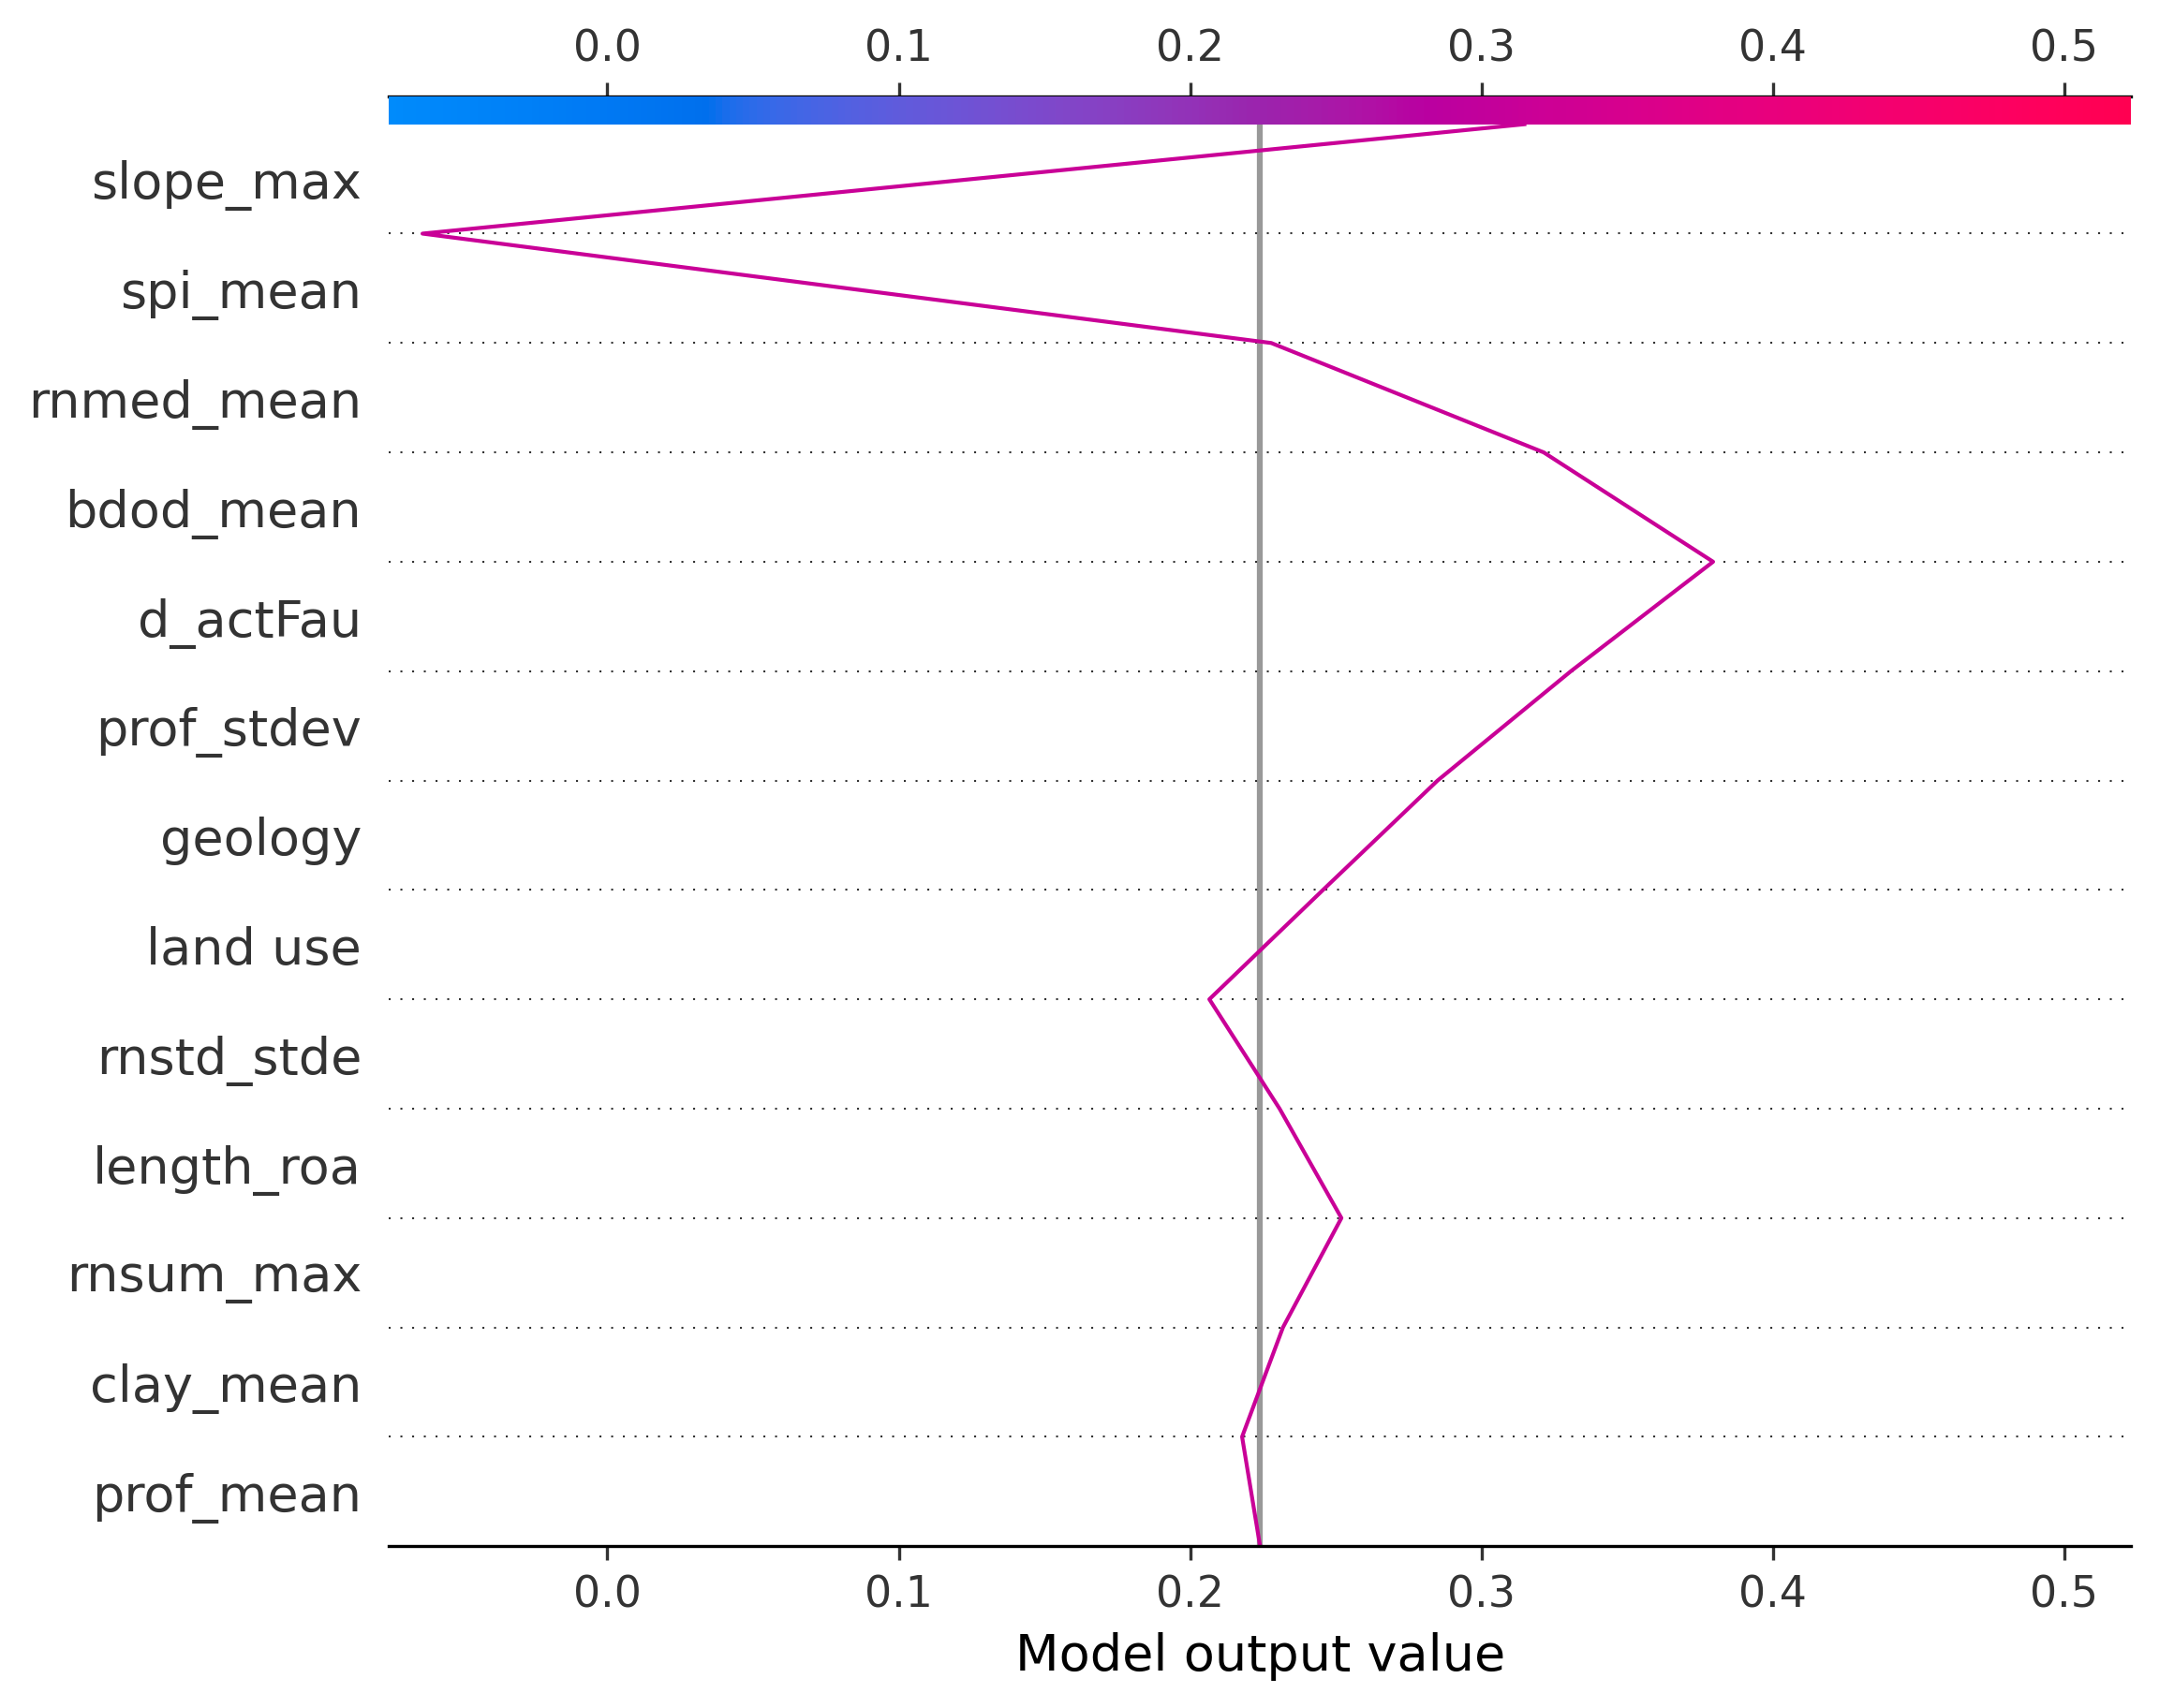 0.0 0.1 0.2 0.3 0.4 0.5
slope_max
spi_mean
rnmed_mean
bdod_mean
d_actFau
prof_stdev
geology
land use
rnstd_stde
length_roa
rnsum_max
clay_mean
prof_mean
0.0 0.1 0.2 0.3 0.4 0.5
Model output value